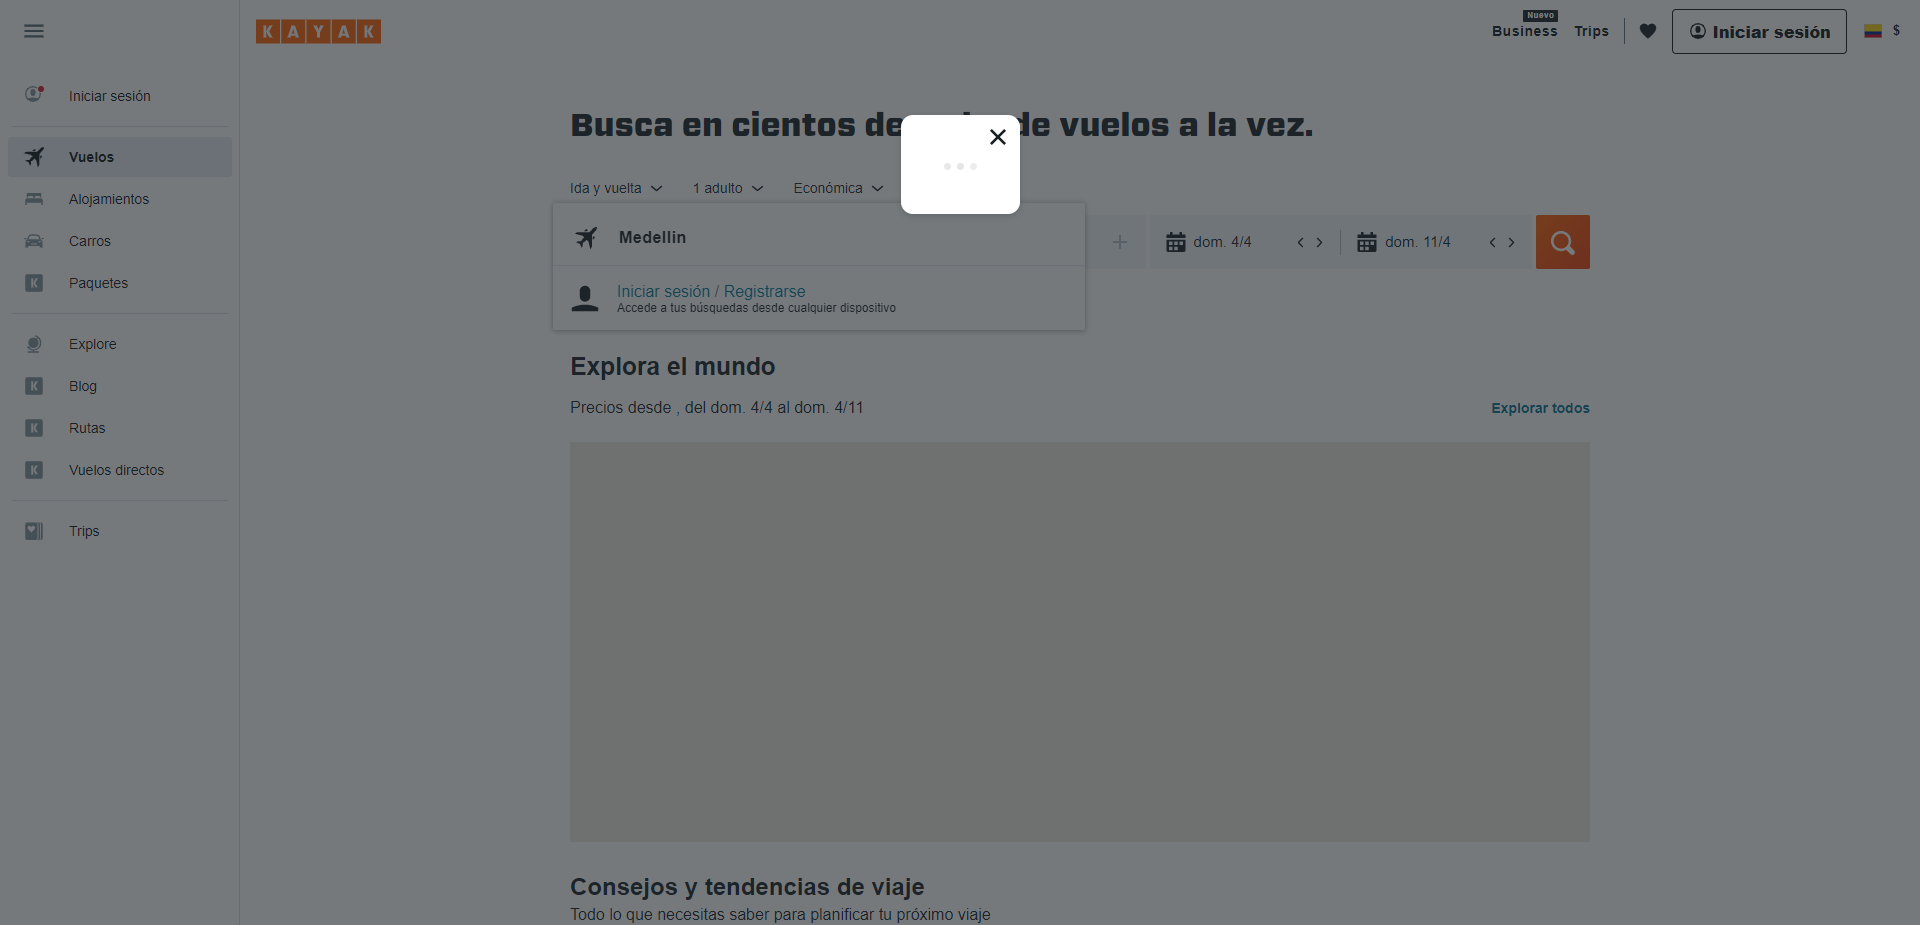 KAYAK
Nuevo
Business
Trips
Iniciar sesión
$
Iniciar sesión
Vuelos
Alojamientos
Carros
K Paquetes
Explore
K Blog
K Rutas
K Vuelos directos
Trips
Busca en cientos de de vuelos a la vez.
Ida y vuelta
1 adulto
Económica
Medellin
Iniciar sesión / Registrarse
Accede a tus búsquedas desde cualquier dispositivo
dom. 4/4
dom. 11/4
Explora el mundo
Precios desde , del dom. 4/4 al dom. 4/11
Explorar todos
Consejos y tendencias de viaje
Todo lo que necesitas saber para planificar tu próximo viaje